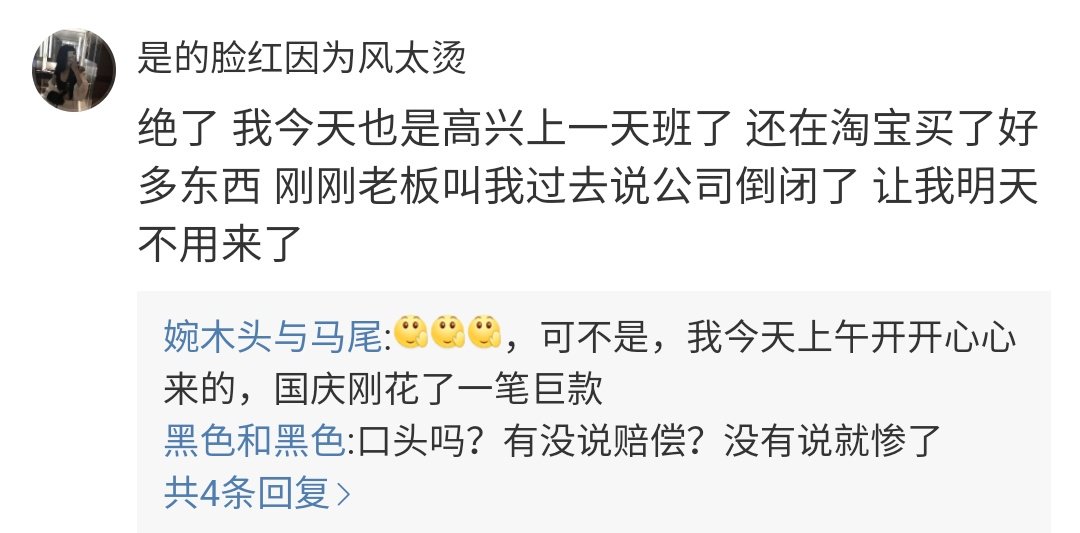 是的脸红因为风太烫
绝了 我今天也是高兴上一天班了 还在淘宝买了好
多东西 刚刚老板叫我过去说公司倒闭了 让我明天
不用来了
婉木头与马尾:🤔🤔🤔，可不是，我今天上午开开心心
来的，国庆刚花了一笔巨款
黑色和黑色:口头吗？有没说赔偿？没有说就惨了
共4条回复>